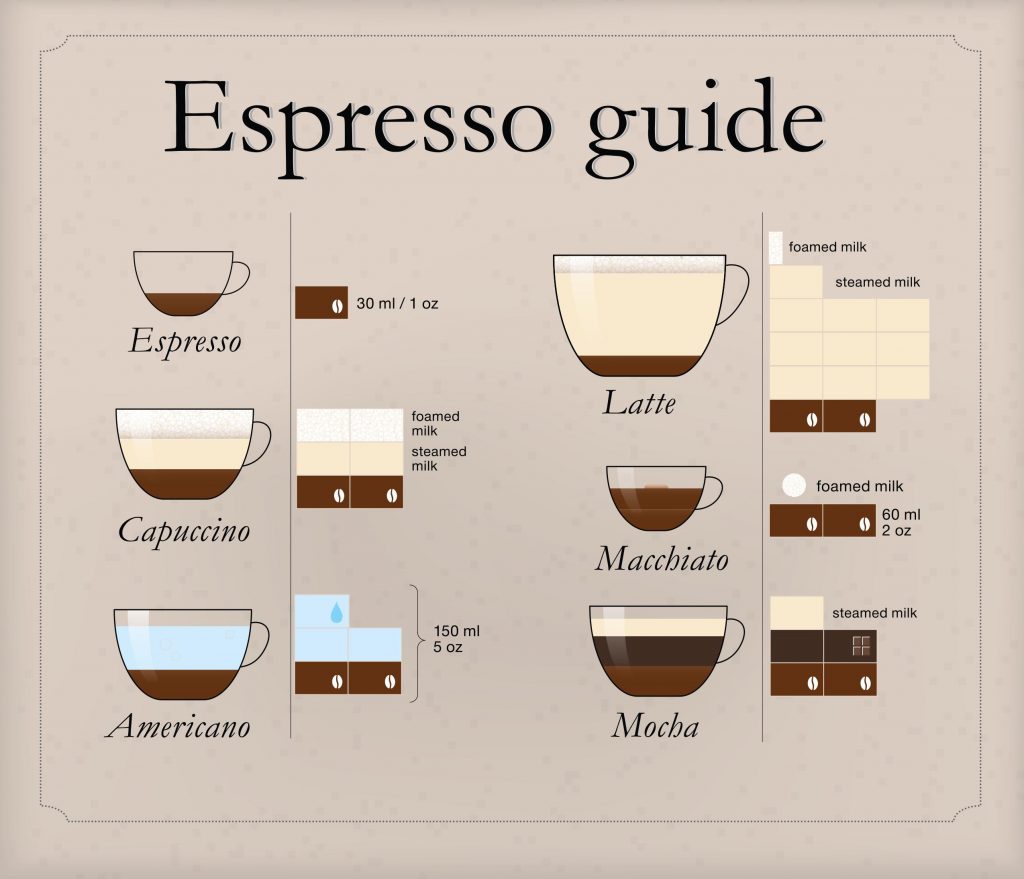 Espresso guide
30 ml / 1 oz
Espresso
foamed
milk
steamed
milk
Capuccino
150 ml
5 oz
Americano
foamed milk
steamed milk
Latte
foamed milk
60 ml
2 oz
Macchiato
steamed milk
Mocha